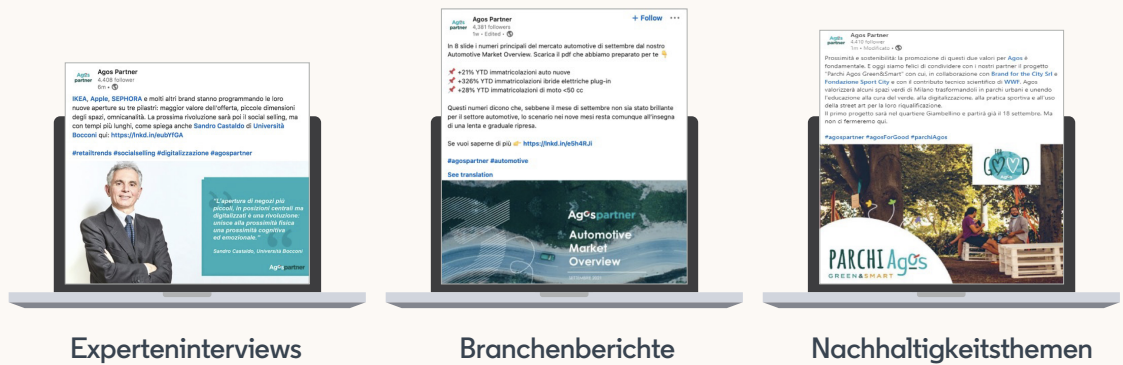 Agos partner
Agos Partner
4.408 follower
6m •
IKEA, Apple, SEPHORA e molti altri brand stanno programmando le loro
nuove aperture su tre pilastri: maggior valore dell'offerta, piccole dimensioni
degli spazi, omnicanalità. La prossima rivoluzione sarà poi il social selling, ma
con tempi più lunghi, come spiega anche Sandro Castaldo di Università
Bocconi qui: https://lnkd.in/eubYfGA
#retailtrends #socialselling #digitalizzazione #agospartner
"L'apertura di negozi più
piccoli, in posizioni centrali ma
digitalizzati è una rivoluzione:
unisce alla prossimità fisica
una prossimità cognitiva
ed emozionale."
Sandro Castaldo, Università Bocconi
Agos partner
Experteninterviews
Agos partner
Agos Partner
4,381 followers
1w • Edited •
+ Follow ...
In 8 slide i numeri principali del mercato automotive di settembre dal nostro
Automotive Market Overview. Scarica il pdf che abbiamo preparato per te 👇
📌 +21% YTD immatricolazioni auto nuove
📌 +326% YTD immatricolazioni ibride elettriche plug-in
📌 +28% YTD immatricolazioni di moto <50 cc
Questi numeri dicono che, sebbene il mese di settembre non sia stato brillante
per il settore automotive, lo scenario nei nove mesi resta comunque all'insegna
di una lenta e graduale ripresa.
Se vuoi saperne di più 👉 https://lnkd.in/e5h4RJi
#agospartner #automotive
See translation
Agospartner
Automotive
Market
Overview
Branchenberichte
Agos partner
Agos Partner
4.410 follower
1m • Modificato •
Prossimità e sostenibilità: la promozione di questi due valori per Agos è
fondamentale. E oggi siamo felici di condividere con i nostri partner il progetto
"Parchi Agos Green&Smart" con cui, in collaborazione con Brand for the City Srl e
Fondazione Sport City e con il contributo tecnico scientifico di WWF, Agos
valorizzerà alcuni spazi verdi di Milano trasformandoli in parchi urbani e unendo
l'educazione alla cura del verde, alla digitalizzazione, alla pratica sportiva e all'uso
della street art per la loro riqualificazione.
Il primo progetto sarà nel quartiere Giambellino e partirà già il 18 settembre. Ma
non ci fermeremo qui.
#agospartner #agosForGood #parchiAgos
FOR
GOOD
PARCHI Agos
GREEN&SMART
Nachhaltigkeitsthemen